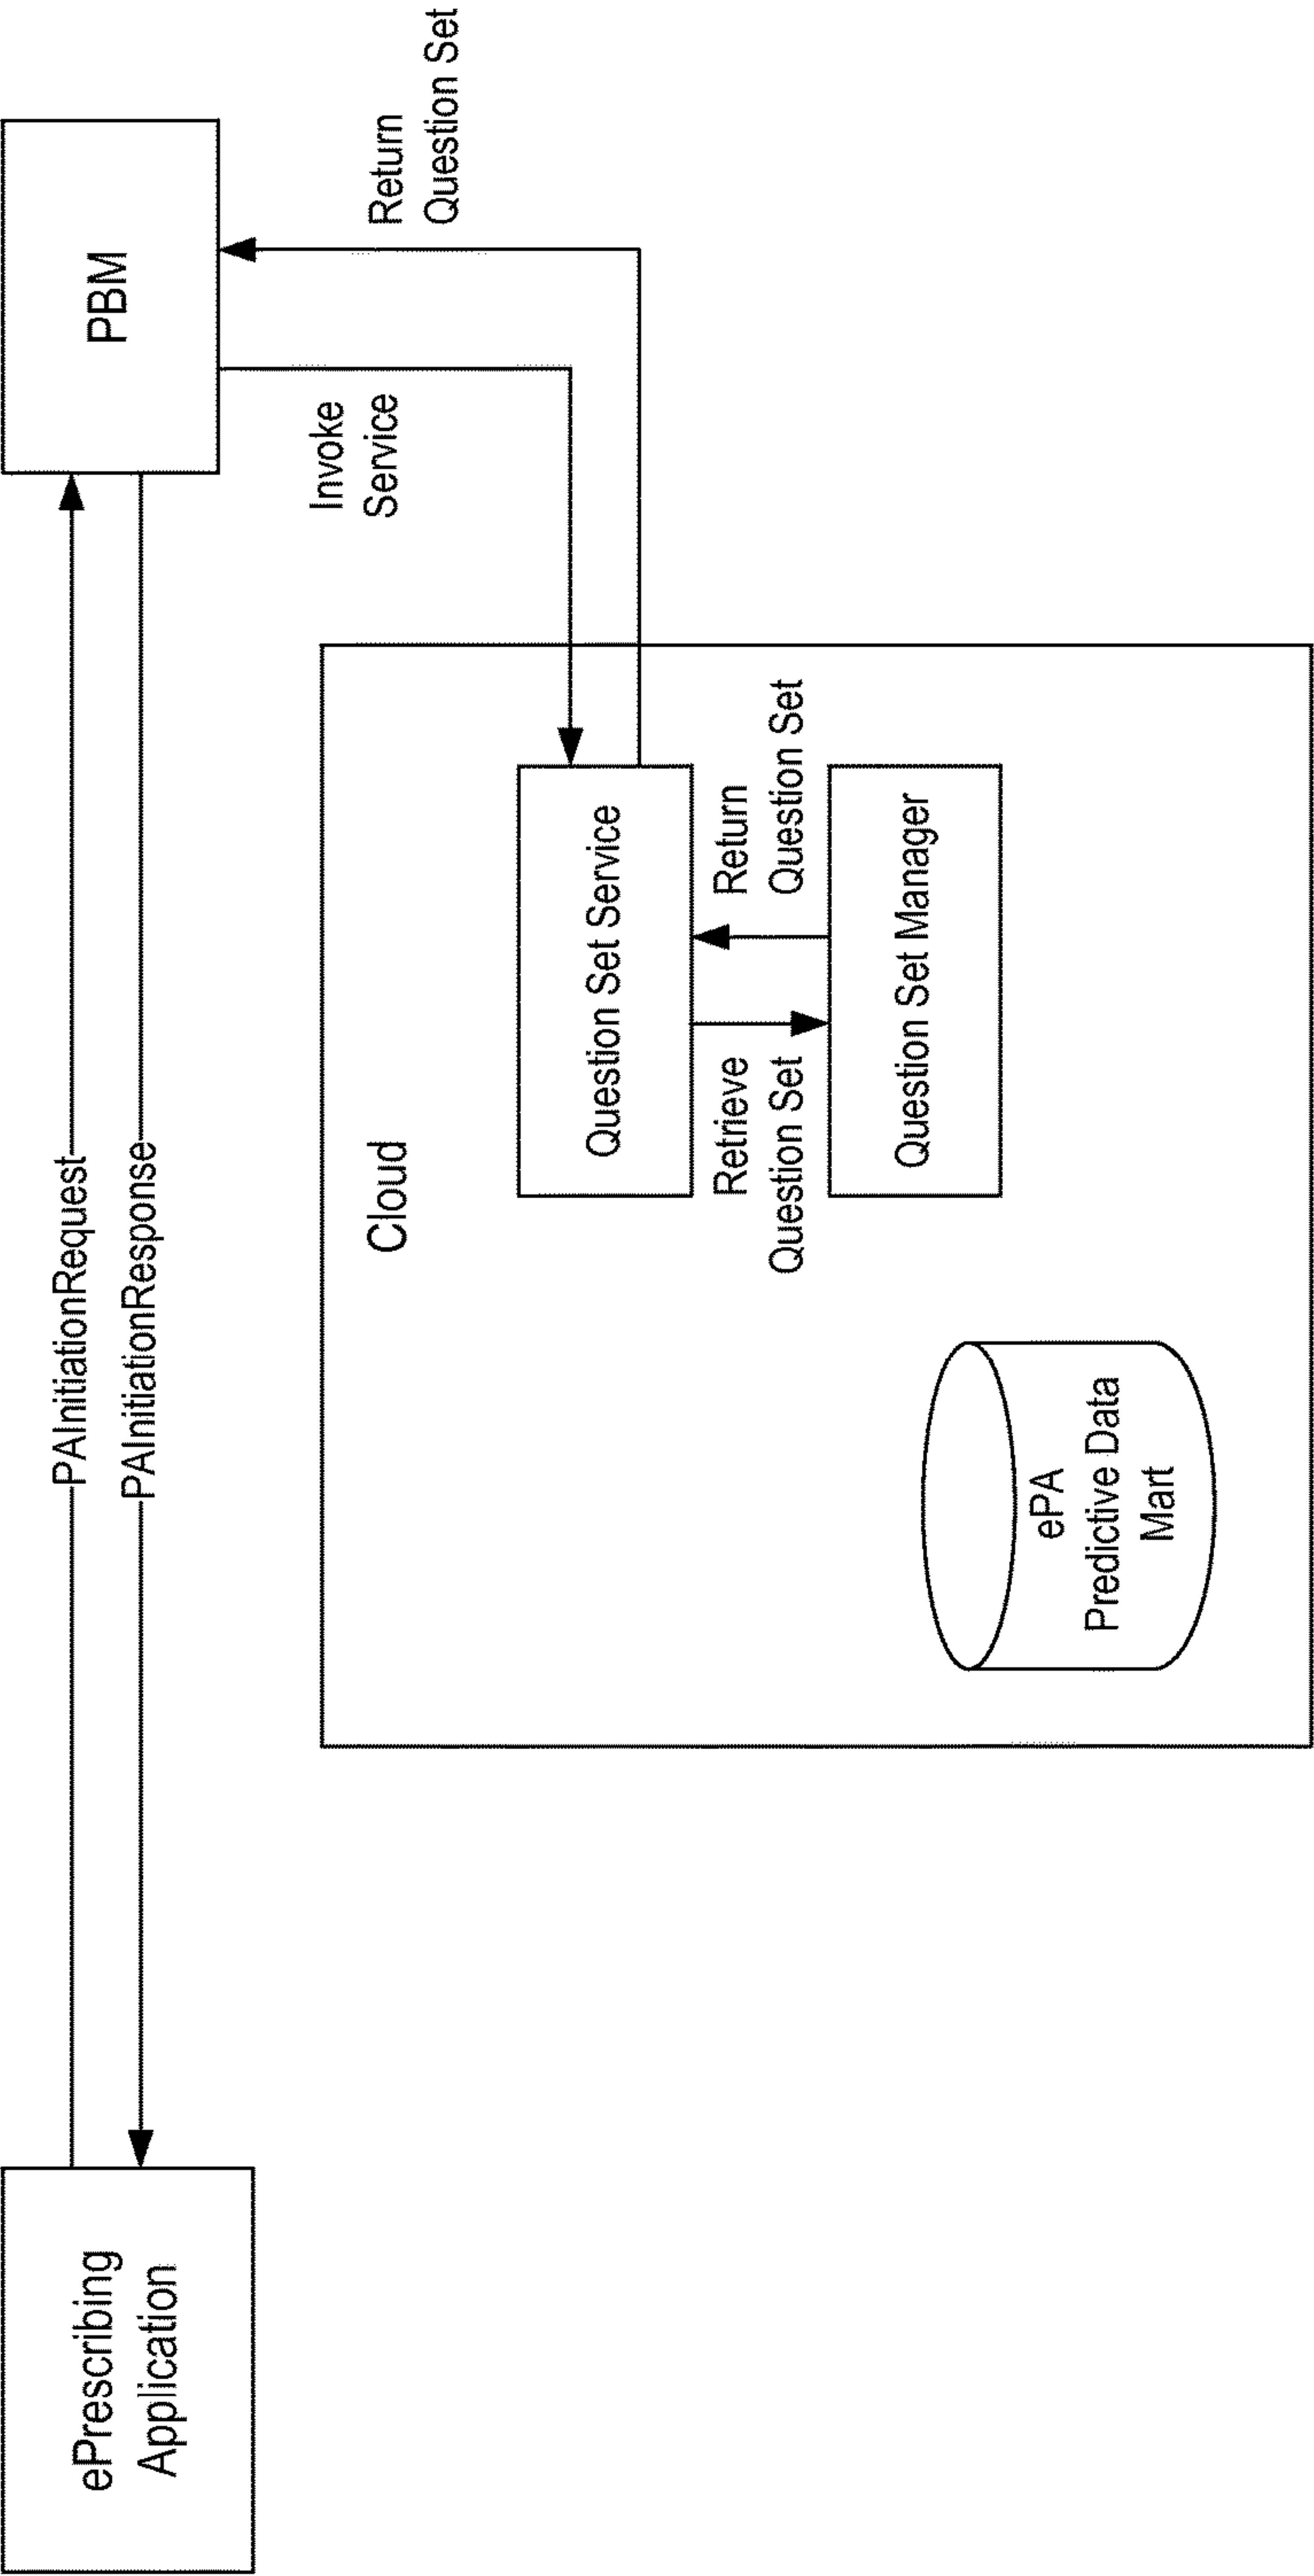 ePrescribing
Application
PAInitiationRequest
PAInitiationResponse
PBM
Invoke
Service
Return
Question Set
Cloud
Question Set Service
Retrieve
Question Set
Return
Question Set
Question Set Manager
ePA
Predictive Data
Mart